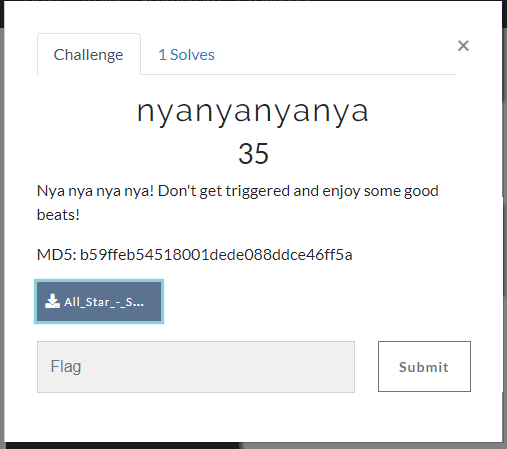 Challenge
1 Solves
×
nyanyanyanya
35
Nya nya nya nya! Don't get triggered and enjoy some good
beats!
MD5: b59ffeb54518001dede088ddce46ff5a
All_Star_-_S...
Flag
Submit